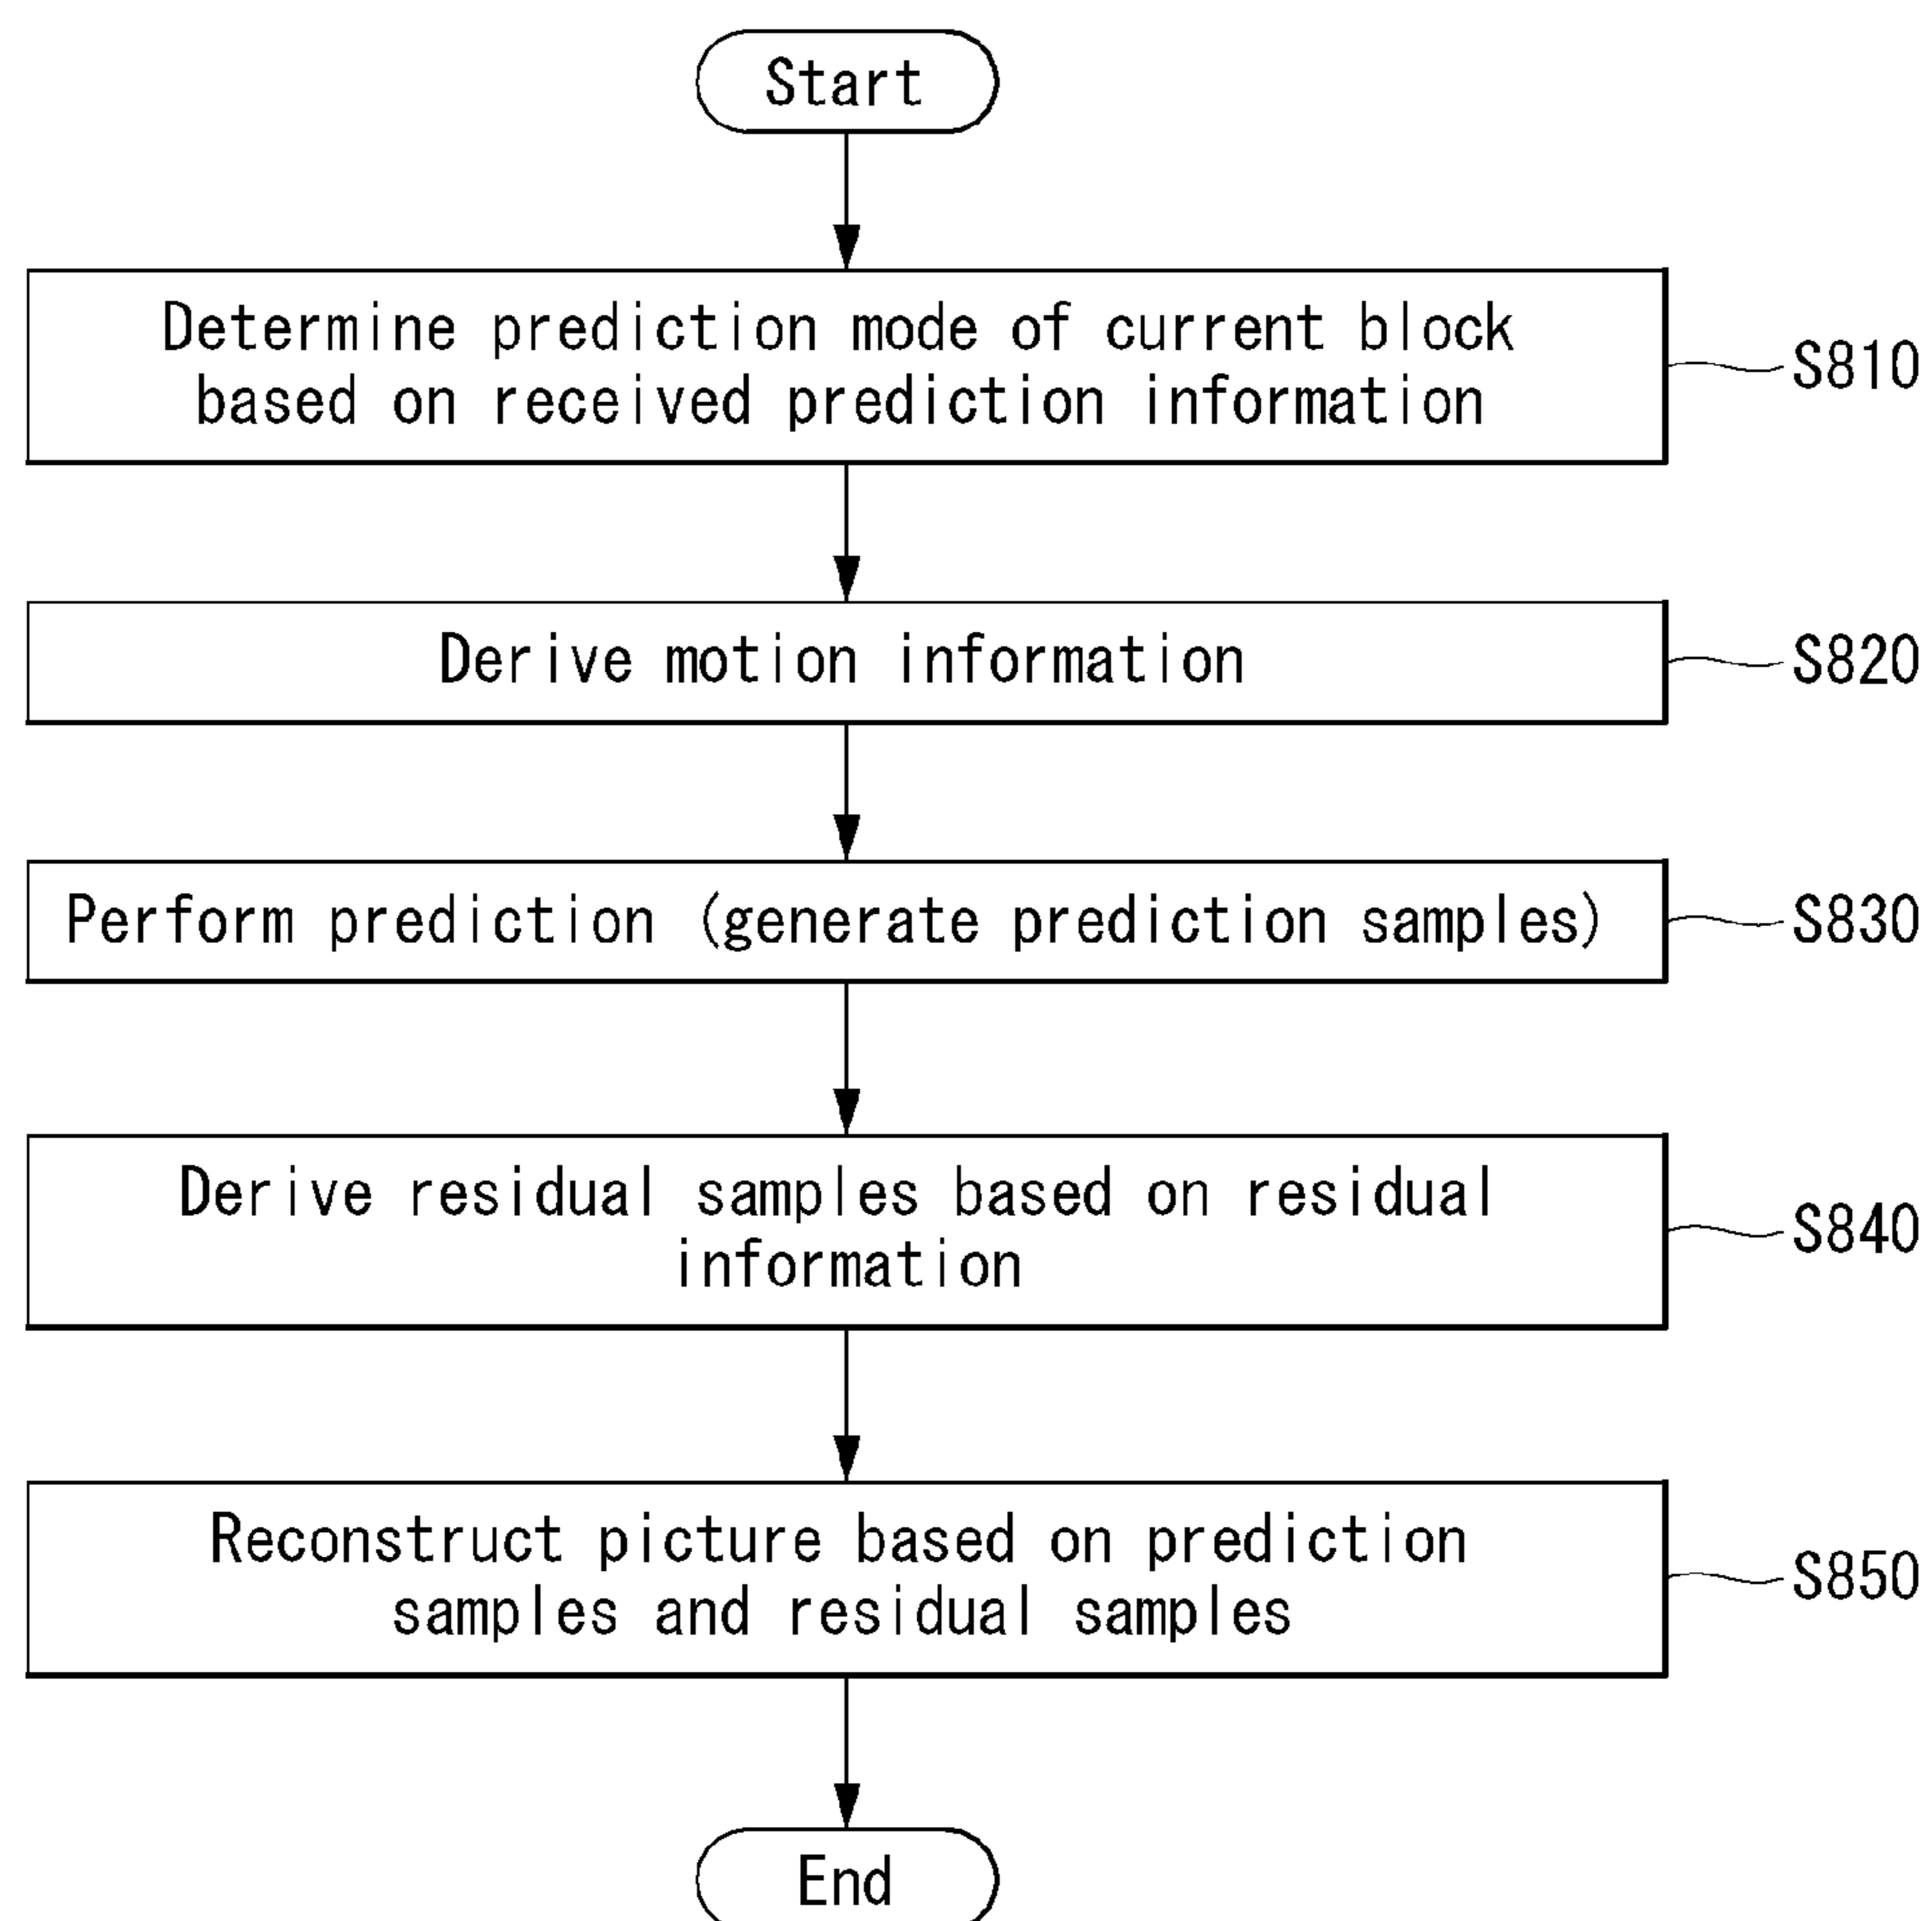 Start
Determine prediction mode of current block
based on received prediction information
S810
Derive motion information
S820
Perform prediction (generate prediction samples)
S830
Derive residual samples based on residual
information
S840
Reconstruct picture based on prediction
samples and residual samples
S850
End